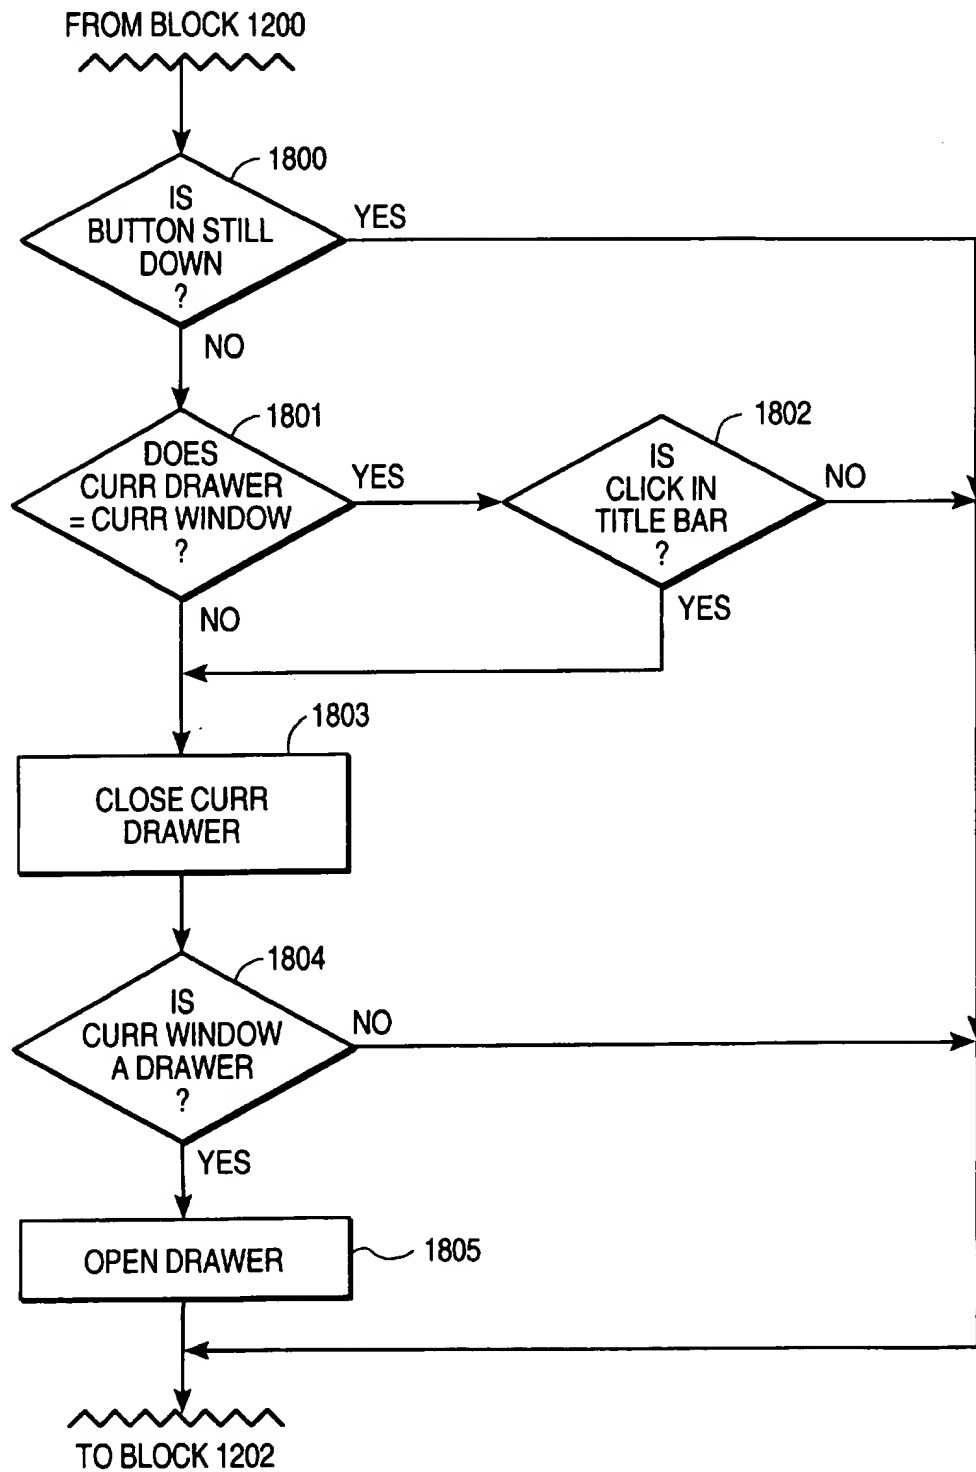 FROM BLOCK 1200
1800
IS
BUTTON STILL
DOWN
?
YES
NO
1801
DOES
CURR DRAWER
= CURR WINDOW
?
YES
NO
1802
IS
CLICK IN
TITLE BAR
?
NO
YES
1803
CLOSE CURR
DRAWER
1804
IS
CURR WINDOW
A DRAWER
?
NO
YES
OPEN DRAWER
1805
TO BLOCK 1202